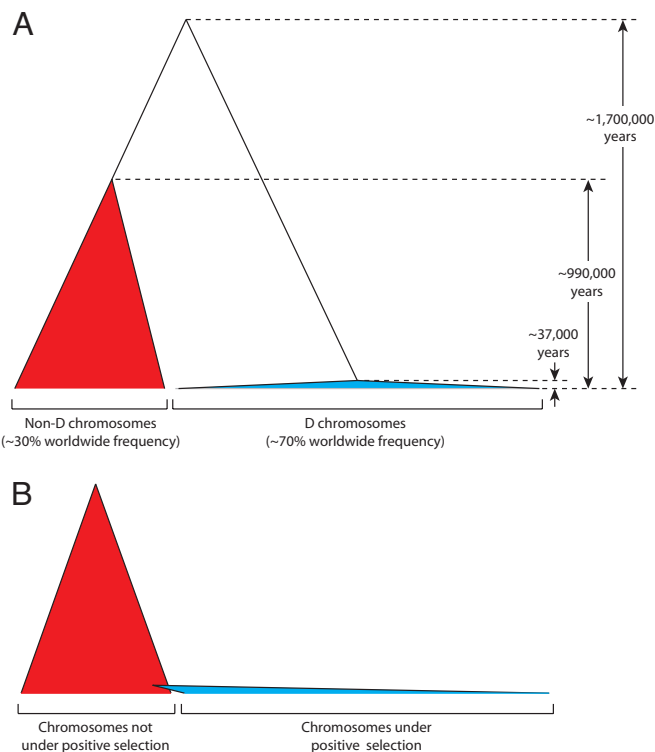 A
~1,700,000
years
~990,000
years
~37,000
years
Non-D chromosomes
(~30% worldwide frequency)
D chromosomes
(~70% worldwide frequency)
B
Chromosomes not
under positive selection
Chromosomes under
positive selection